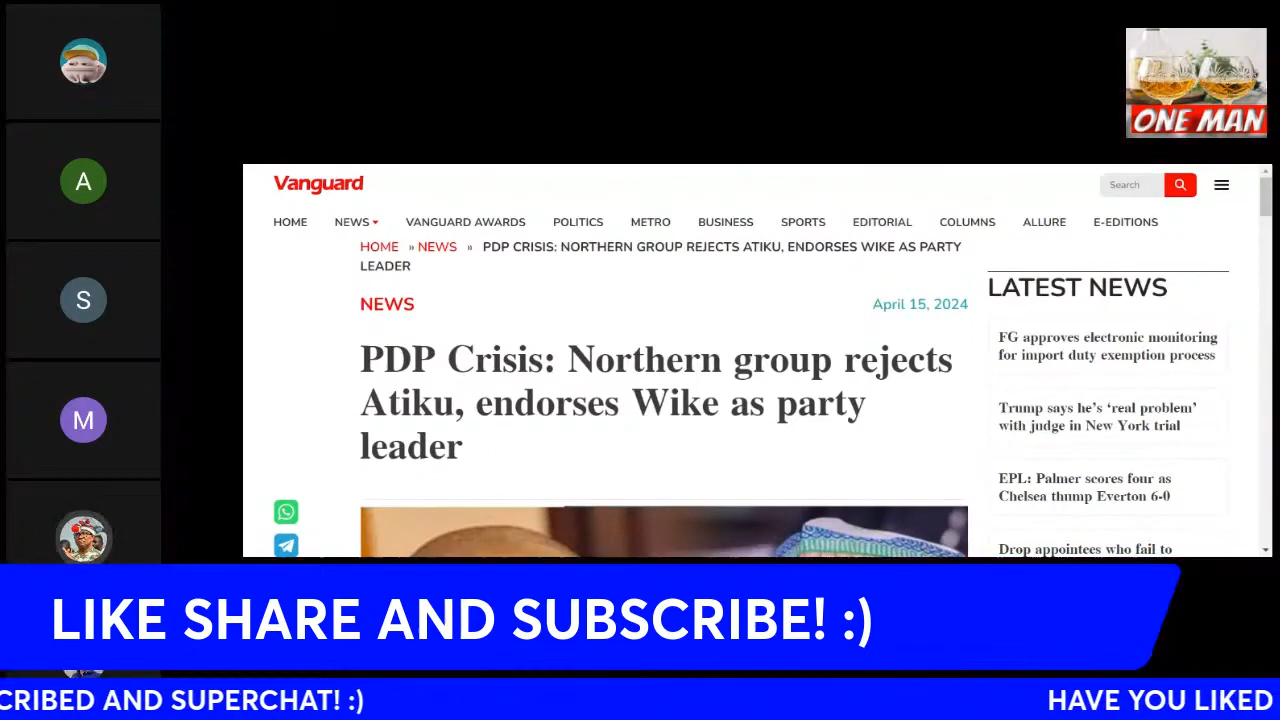 ONE MAN
A
S
M
Vanguard
Search
HOME NEWS VANGUARD AWARDS POLITICS METRO BUSINESS SPORTS EDITORIAL COLUMNS ALLURE E-EDITIONS
HOME » NEWS » PDP CRISIS: NORTHERN GROUP REJECTS ATIKU, ENDORSES WIKE AS PARTY
LEADER
NEWS
April 15, 2024
PDP Crisis: Northern group rejects
Atiku, endorses Wike as party
leader
LATEST NEWS
FG approves electronic monitoring
for import duty exemption process
Trump says he’s ‘real problem’
with judge in New York trial
EPL: Palmer scores four as
Chelsea thump Everton 6-0
Drop appointees who fail to
LIKE SHARE AND SUBSCRIBE! :)
CRIBED AND SUPERCHAT! :)
HAVE YOU LIKED